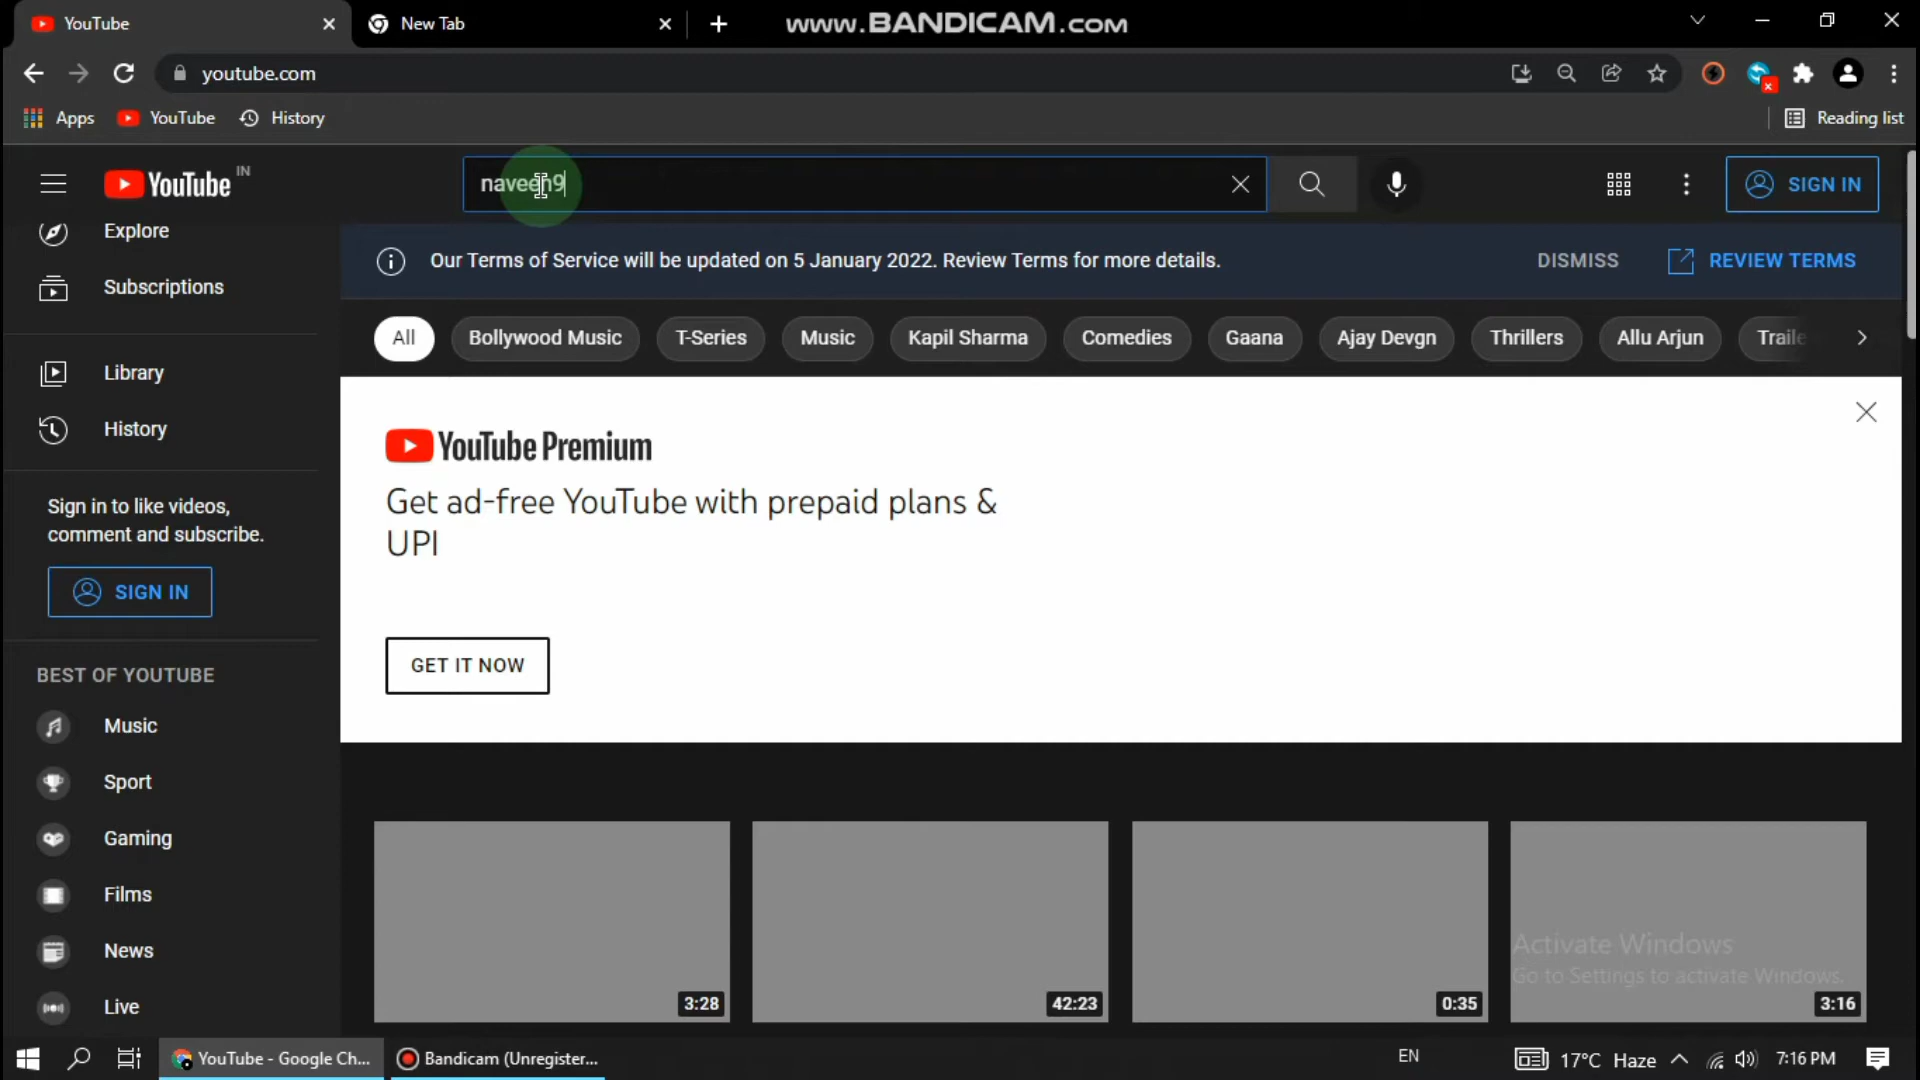 YouTube
New Tab
www.BANDICAM.com
youtube.com
Apps
YouTube
History
Reading list
YouTube IN
naveen9
SIGN IN
Explore
Subscriptions
Library
History
Sign in to like videos,
comment and subscribe.
SIGN IN
BEST OF YOUTUBE
Music
Sport
Gaming
Films
News
Live
Our Terms of Service will be updated on 5 January 2022. Review Terms for more details.
DISMISS
REVIEW TERMS
All
Bollywood Music
T-Series
Music
Kapil Sharma
Comedies
Gaana
Ajay Devgn
Thrillers
Allu Arjun
Traile
YouTube Premium
Get ad-free YouTube with prepaid plans &
UPI
GET IT NOW
3:28
42:23
0:35
3:16
Activate Windows
Go to Settings to activate Windows.
YouTube - Google Ch...
Bandicam (Unregister...
EN
17°C Haze
7:16 PM